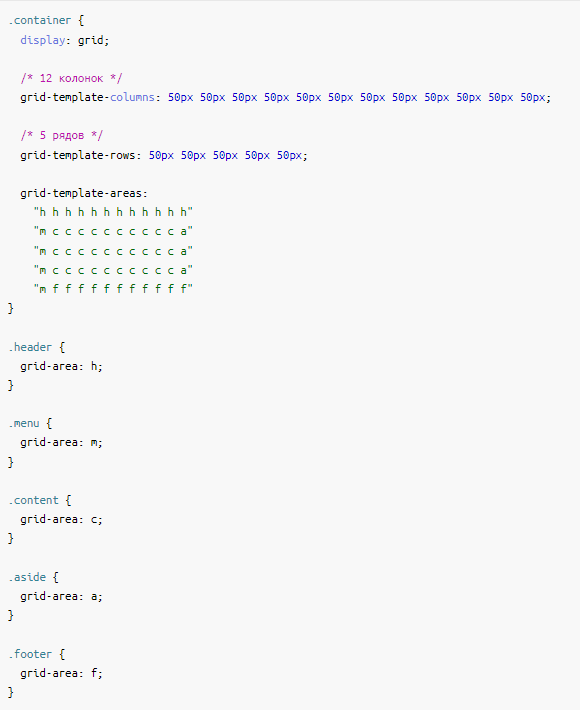 .container {
  display: grid;

  /* 12 колонок */
  grid-template-columns: 50px 50px 50px 50px 50px 50px 50px 50px 50px 50px 50px 50px;

  /* 5 рядов */
  grid-template-rows: 50px 50px 50px 50px 50px;

  grid-template-areas:
    "h h h h h h h h h h h h"
    "m c c c c c c c c c c a"
    "m c c c c c c c c c c a"
    "m c c c c c c c c c c a"
    "m f f f f f f f f f f f"
}

.header {
  grid-area: h;
}

.menu {
  grid-area: m;
}

.content {
  grid-area: c;
}

.aside {
  grid-area: a;
}

.footer {
  grid-area: f;
}